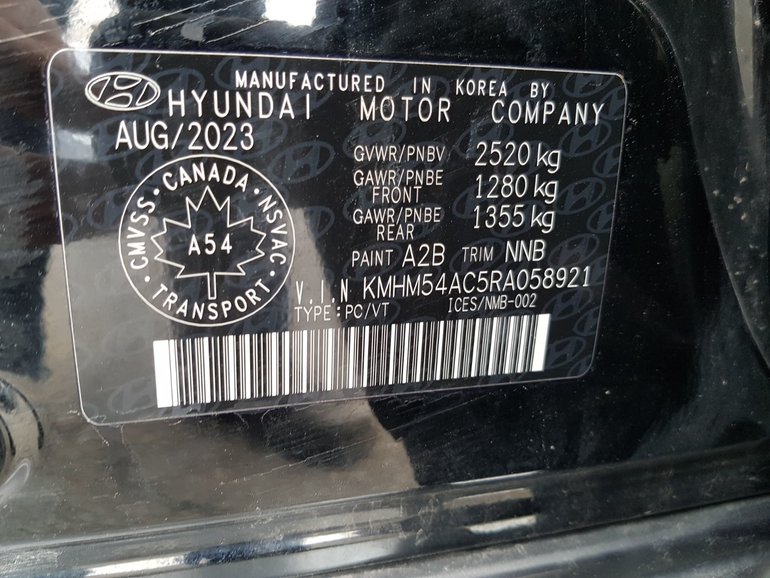 MANUFACTURED IN KOREA BY
HYUNDAI MOTOR COMPANY
AUG/2023
GVWR/PNBV 2520 kg
GAWR/PNBE FRONT 1280 kg
GAWR/PNBE REAR 1355 kg
PAINT A2B TRIM NNB
CANADA · NSVAC · TRANSPORT · CMVSS ·
A54
V.I.N KMHM54AC5RA058921
TYPE:PC/VT ICES/NMB-002